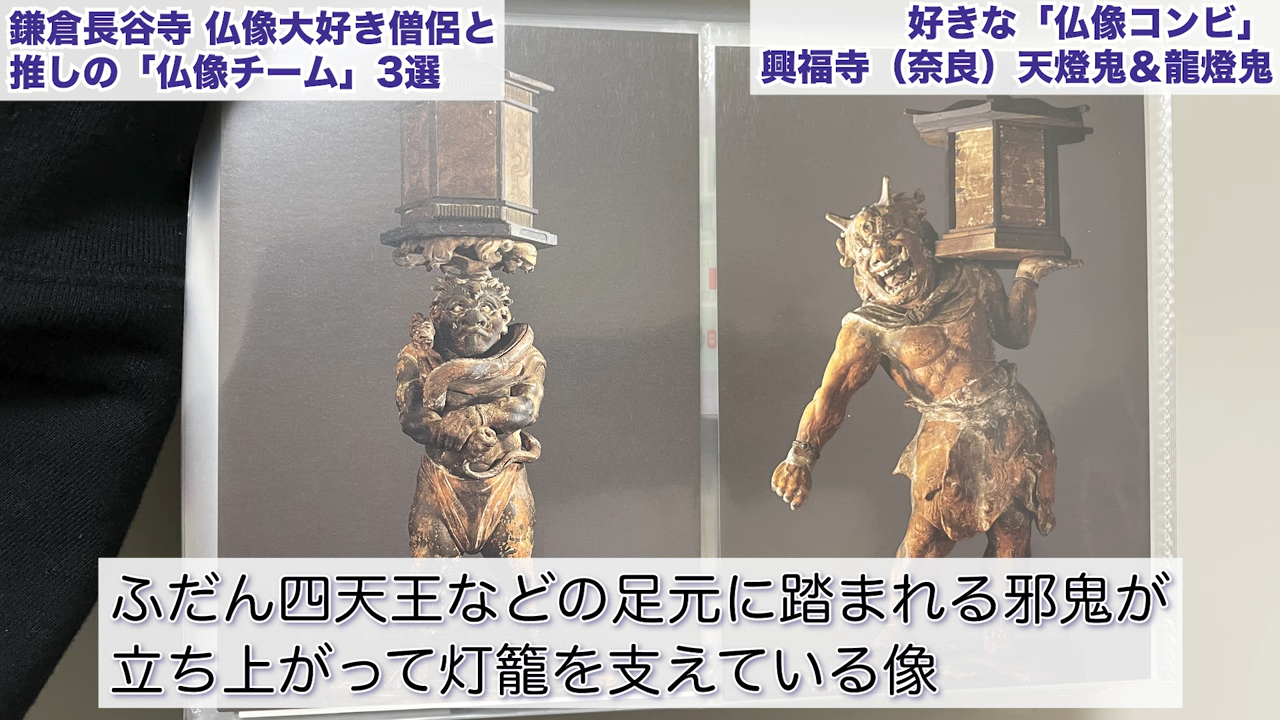 鎌倉長谷寺 仏像大好き僧侶と
推しの「仏像チーム」3選
好きな「仏像コンビ」
興福寺（奈良）天燈鬼＆龍燈鬼
ふだん四天王などの足元に踏まれる邪鬼が
立ち上がって灯籠を支えている像